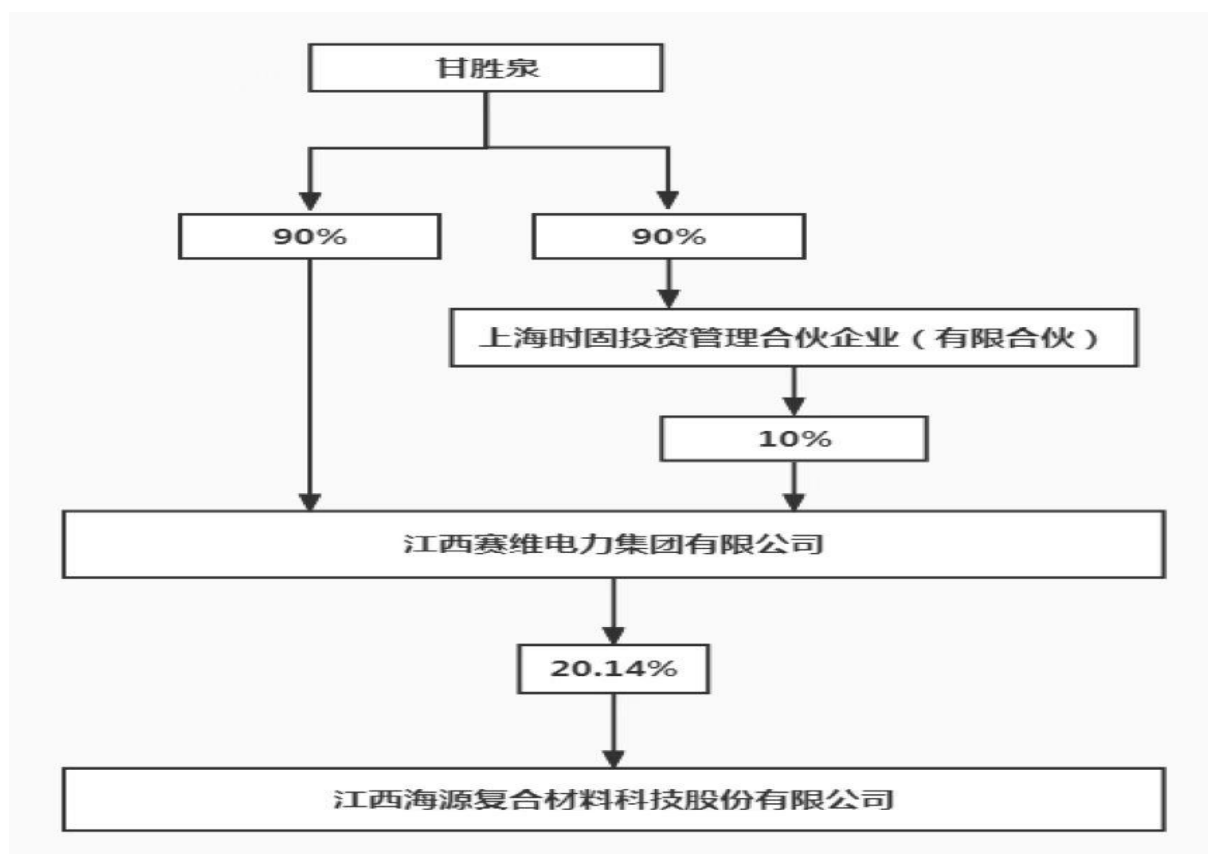 甘胜泉
90%
90%
上海时固投资管理合伙企业（有限合伙）
10%
江西赛维电力集团有限公司
20.14%
江西海源复合材料科技股份有限公司